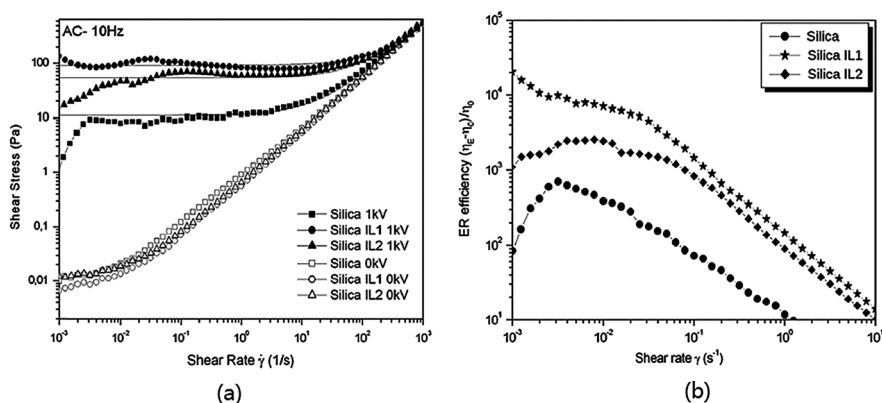 AC- 10Hz
Shear Stress (Pa)
100
10
1
0,1
0,01
Silica 1kV
Silica IL1 1kV
Silica IL2 1kV
Silica 0kV
Silica IL1 0kV
Silica IL2 0kV
10⁻³ 10⁻² 10⁻¹ 10⁰ 10¹ 10² 10³
Shear Rate γ̇ (1/s)
(a)
ER efficiency (ηE-η0)/η0
10⁵
10⁴
10³
10²
10¹
Silica
Silica IL1
Silica IL2
10⁻³ 10⁻² 10⁻¹ 10⁰ 10¹
Shear rate γ (s⁻¹)
(b)